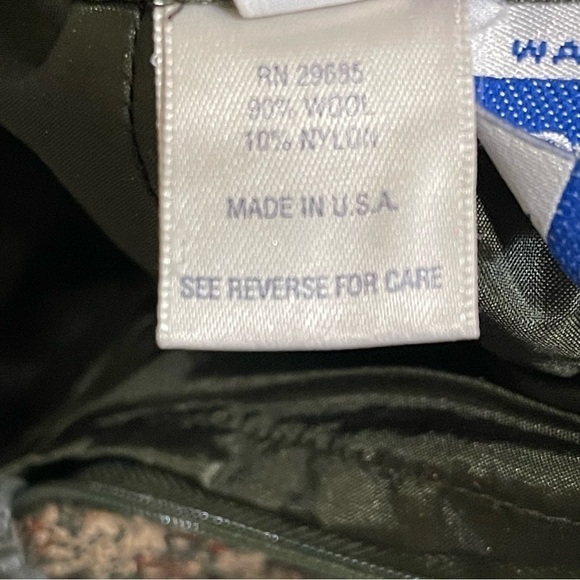 RN 29685
90% WOOL
10% NYLON
MADE IN U.S.A.
SEE REVERSE FOR CARE
WA